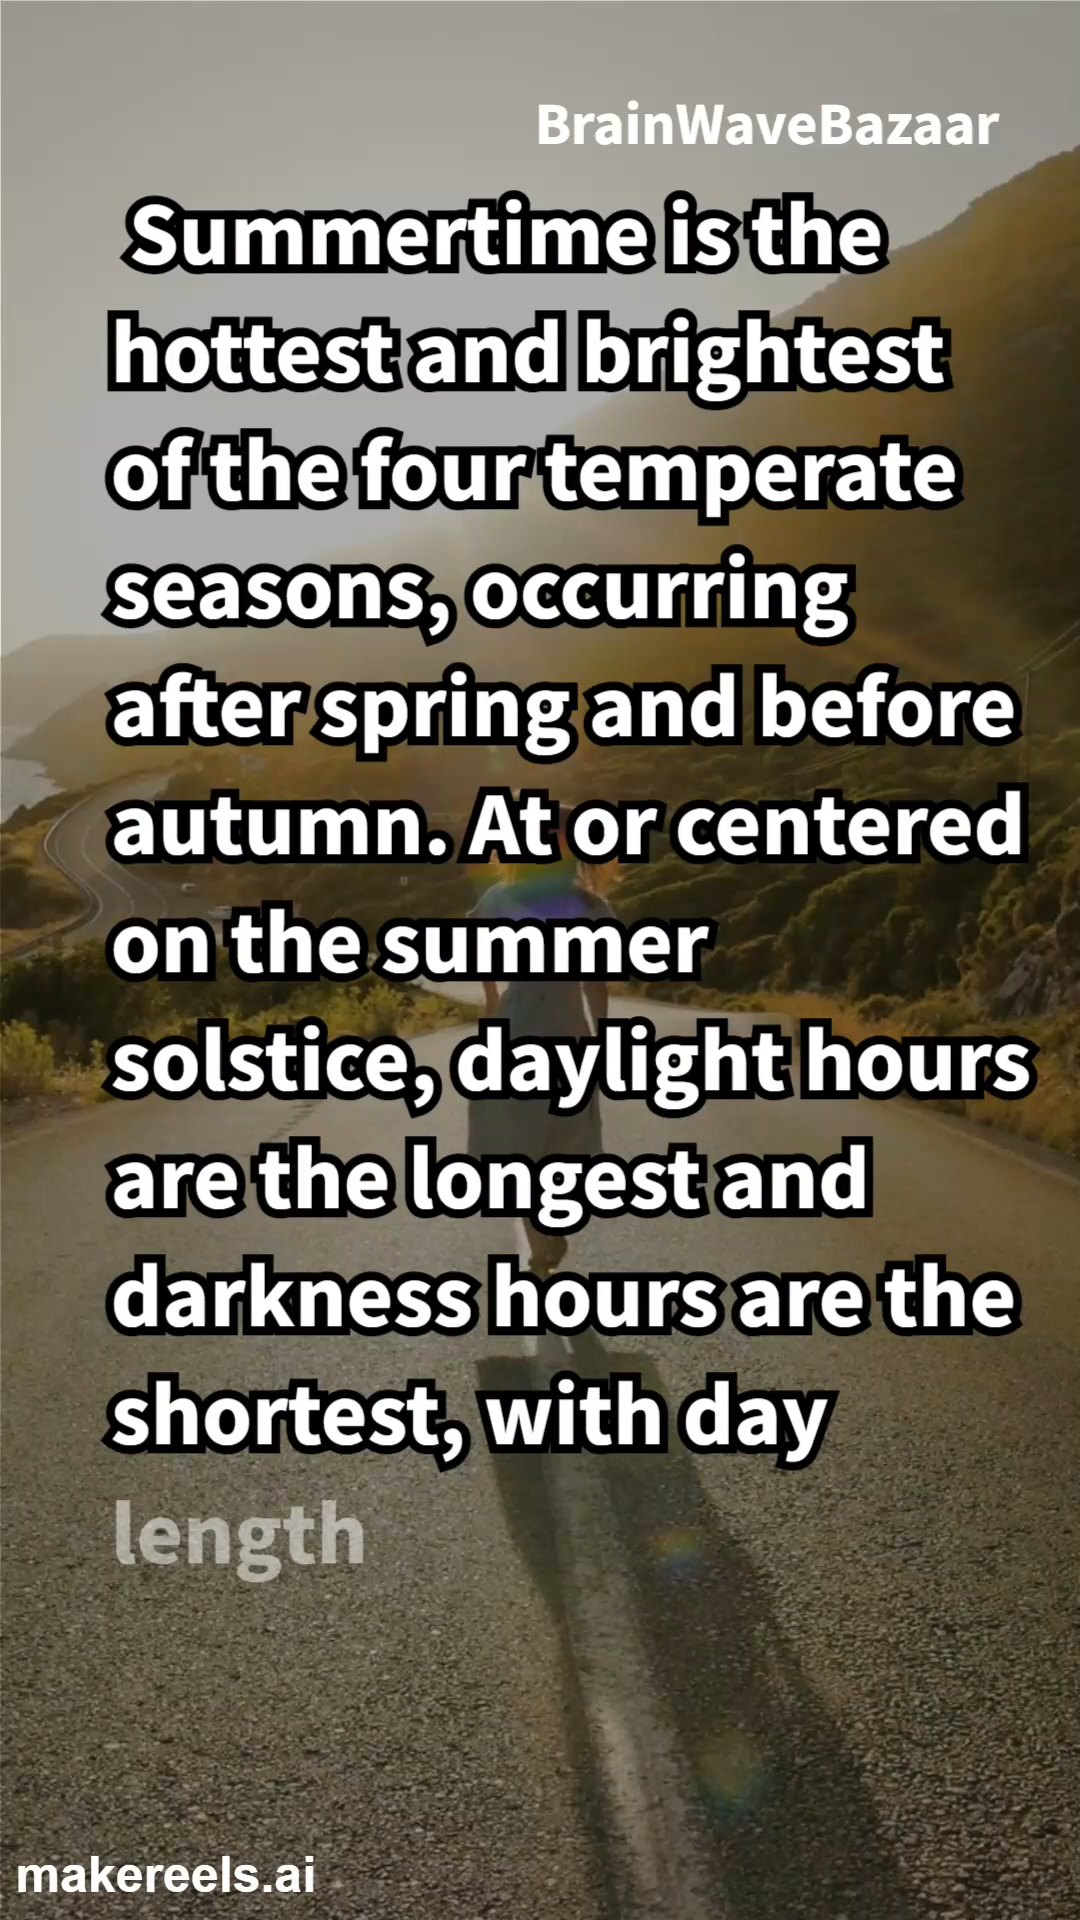 BrainWaveBazaar
Summertime is the
hottest and brightest
of the four temperate
seasons, occurring
after spring and before
autumn. At or centered
on the summer
solstice, daylight hours
are the longest and
darkness hours are the
shortest, with day
length
makereels.ai